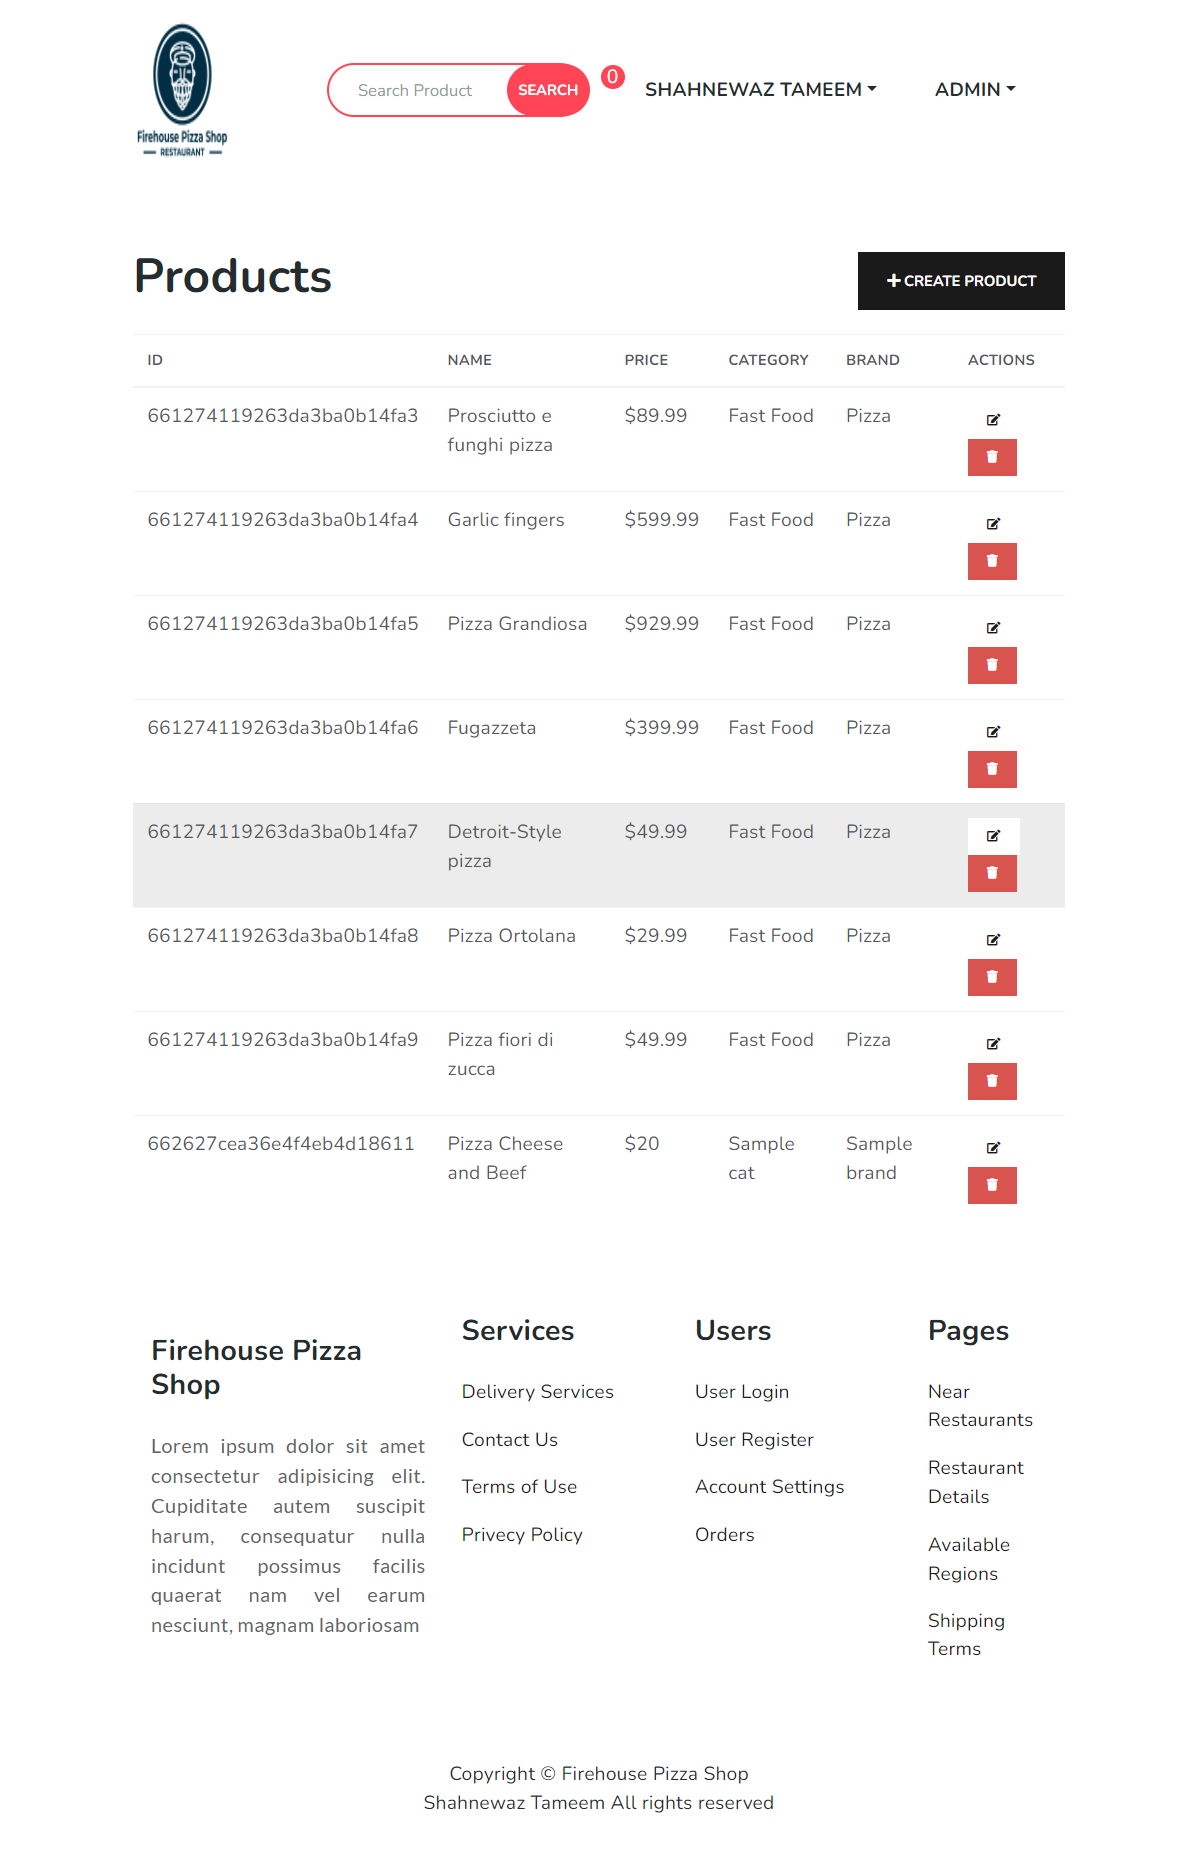 Firehouse Pizza Shop
RESTAURANT
Search Product SEARCH 0 SHAHNEWAZ TAMEEM ADMIN
Products
CREATE PRODUCT
ID NAME PRICE CATEGORY BRAND ACTIONS
661274119263da3ba0b14fa3 Prosciutto e $89.99 Fast Food Pizza
funghi pizza
661274119263da3ba0b14fa4 Garlic fingers $599.99 Fast Food Pizza
661274119263da3ba0b14fa5 Pizza Grandiosa $929.99 Fast Food Pizza
661274119263da3ba0b14fa6 Fugazzeta $399.99 Fast Food Pizza
661274119263da3ba0b14fa7 Detroit-Style $49.99 Fast Food Pizza
pizza
661274119263da3ba0b14fa8 Pizza Ortolana $29.99 Fast Food Pizza
661274119263da3ba0b14fa9 Pizza fiori di $49.99 Fast Food Pizza
zucca
662627cea36e4f4eb4d18611 Pizza Cheese $20 Sample Sample
and Beef cat brand
Firehouse Pizza
Shop
Lorem ipsum dolor sit amet
consectetur adipisicing elit.
Cupiditate autem suscipit
harum, consequatur nulla
incidunt possimus facilis
quaerat nam vel earum
nesciunt, magnam laboriosam
Services
Delivery Services
Contact Us
Terms of Use
Privecy Policy
Users
User Login
User Register
Account Settings
Orders
Pages
Near
Restaurants
Restaurant
Details
Available
Regions
Shipping
Terms
Copyright © Firehouse Pizza Shop
Shahnewaz Tameem All rights reserved